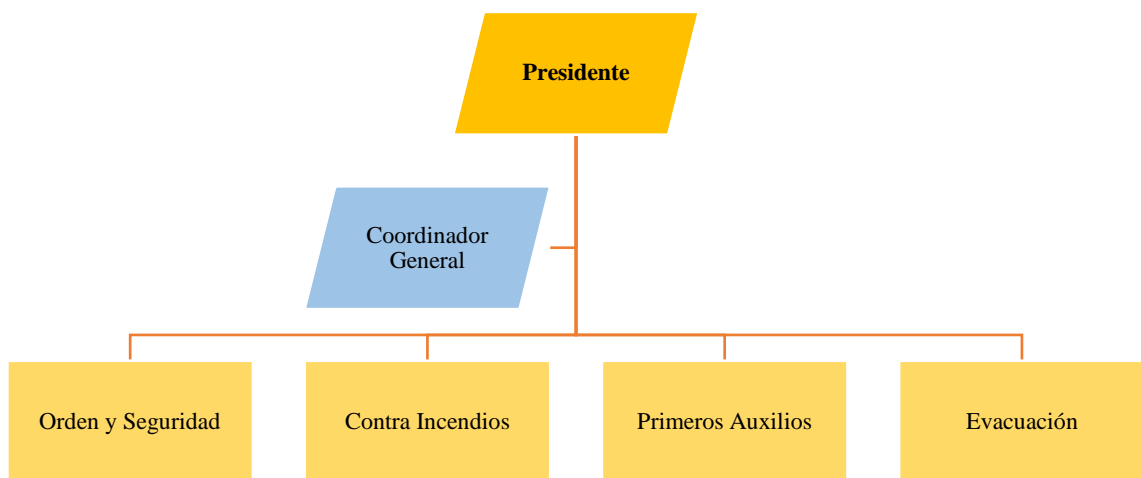 Presidente
Coordinador
General
Orden y Seguridad
Contra Incendios
Primeros Auxilios
Evacuación